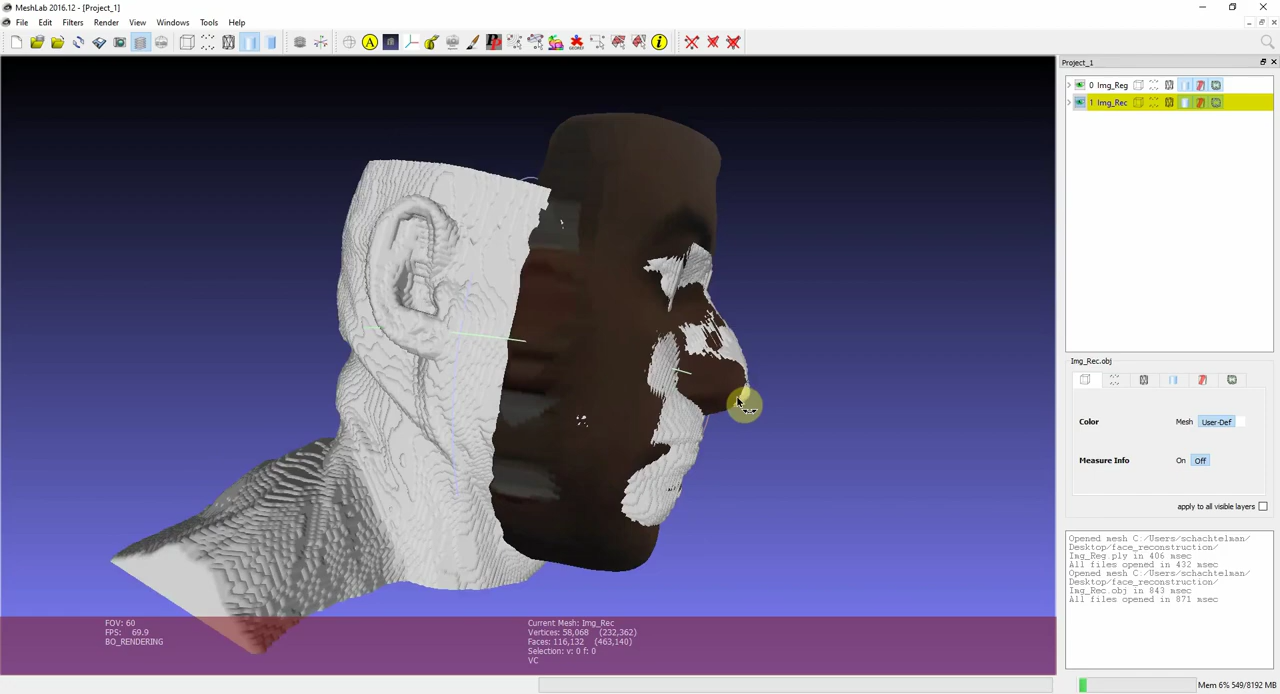 MeshLab 2016.12 - [Project_1]
File Edit Filters Render View Windows Tools Help
Project_1
0 Img_Reg
1 Img_Rec
Img_Rec.obj
Color Mesh User-Def
Measure Info On Off
apply to all visible layers
Opened mesh C:/Users/schachtelman/
Desktop/face_reconstruction/
Img_Reg.ply in 406 msec
All files opened in 432 msec
Opened mesh C:/Users/schachtelman/
Desktop/face_reconstruction/
Img_Rec.obj in 843 msec
All files opened in 871 msec
FOV: 60
FPS: 69.9
BO_RENDERING
Current Mesh: Img_Rec
Vertices: 58,068 (232,362)
Faces: 116,132 (463,140)
Selection: v: 0 f: 0
VC
Mem 6% 549/8192 MB